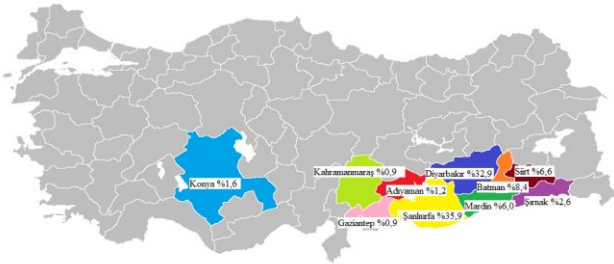 Kahramanmaraş %0,9
Diyarbakır %32,9
Siirt %6,6
Konya %1,6
Adıyaman %1,2
Batman %8,4
Mardin %6,0
Şırnak %2,6
Gaziantep %0,9
Şanlıurfa %35,9